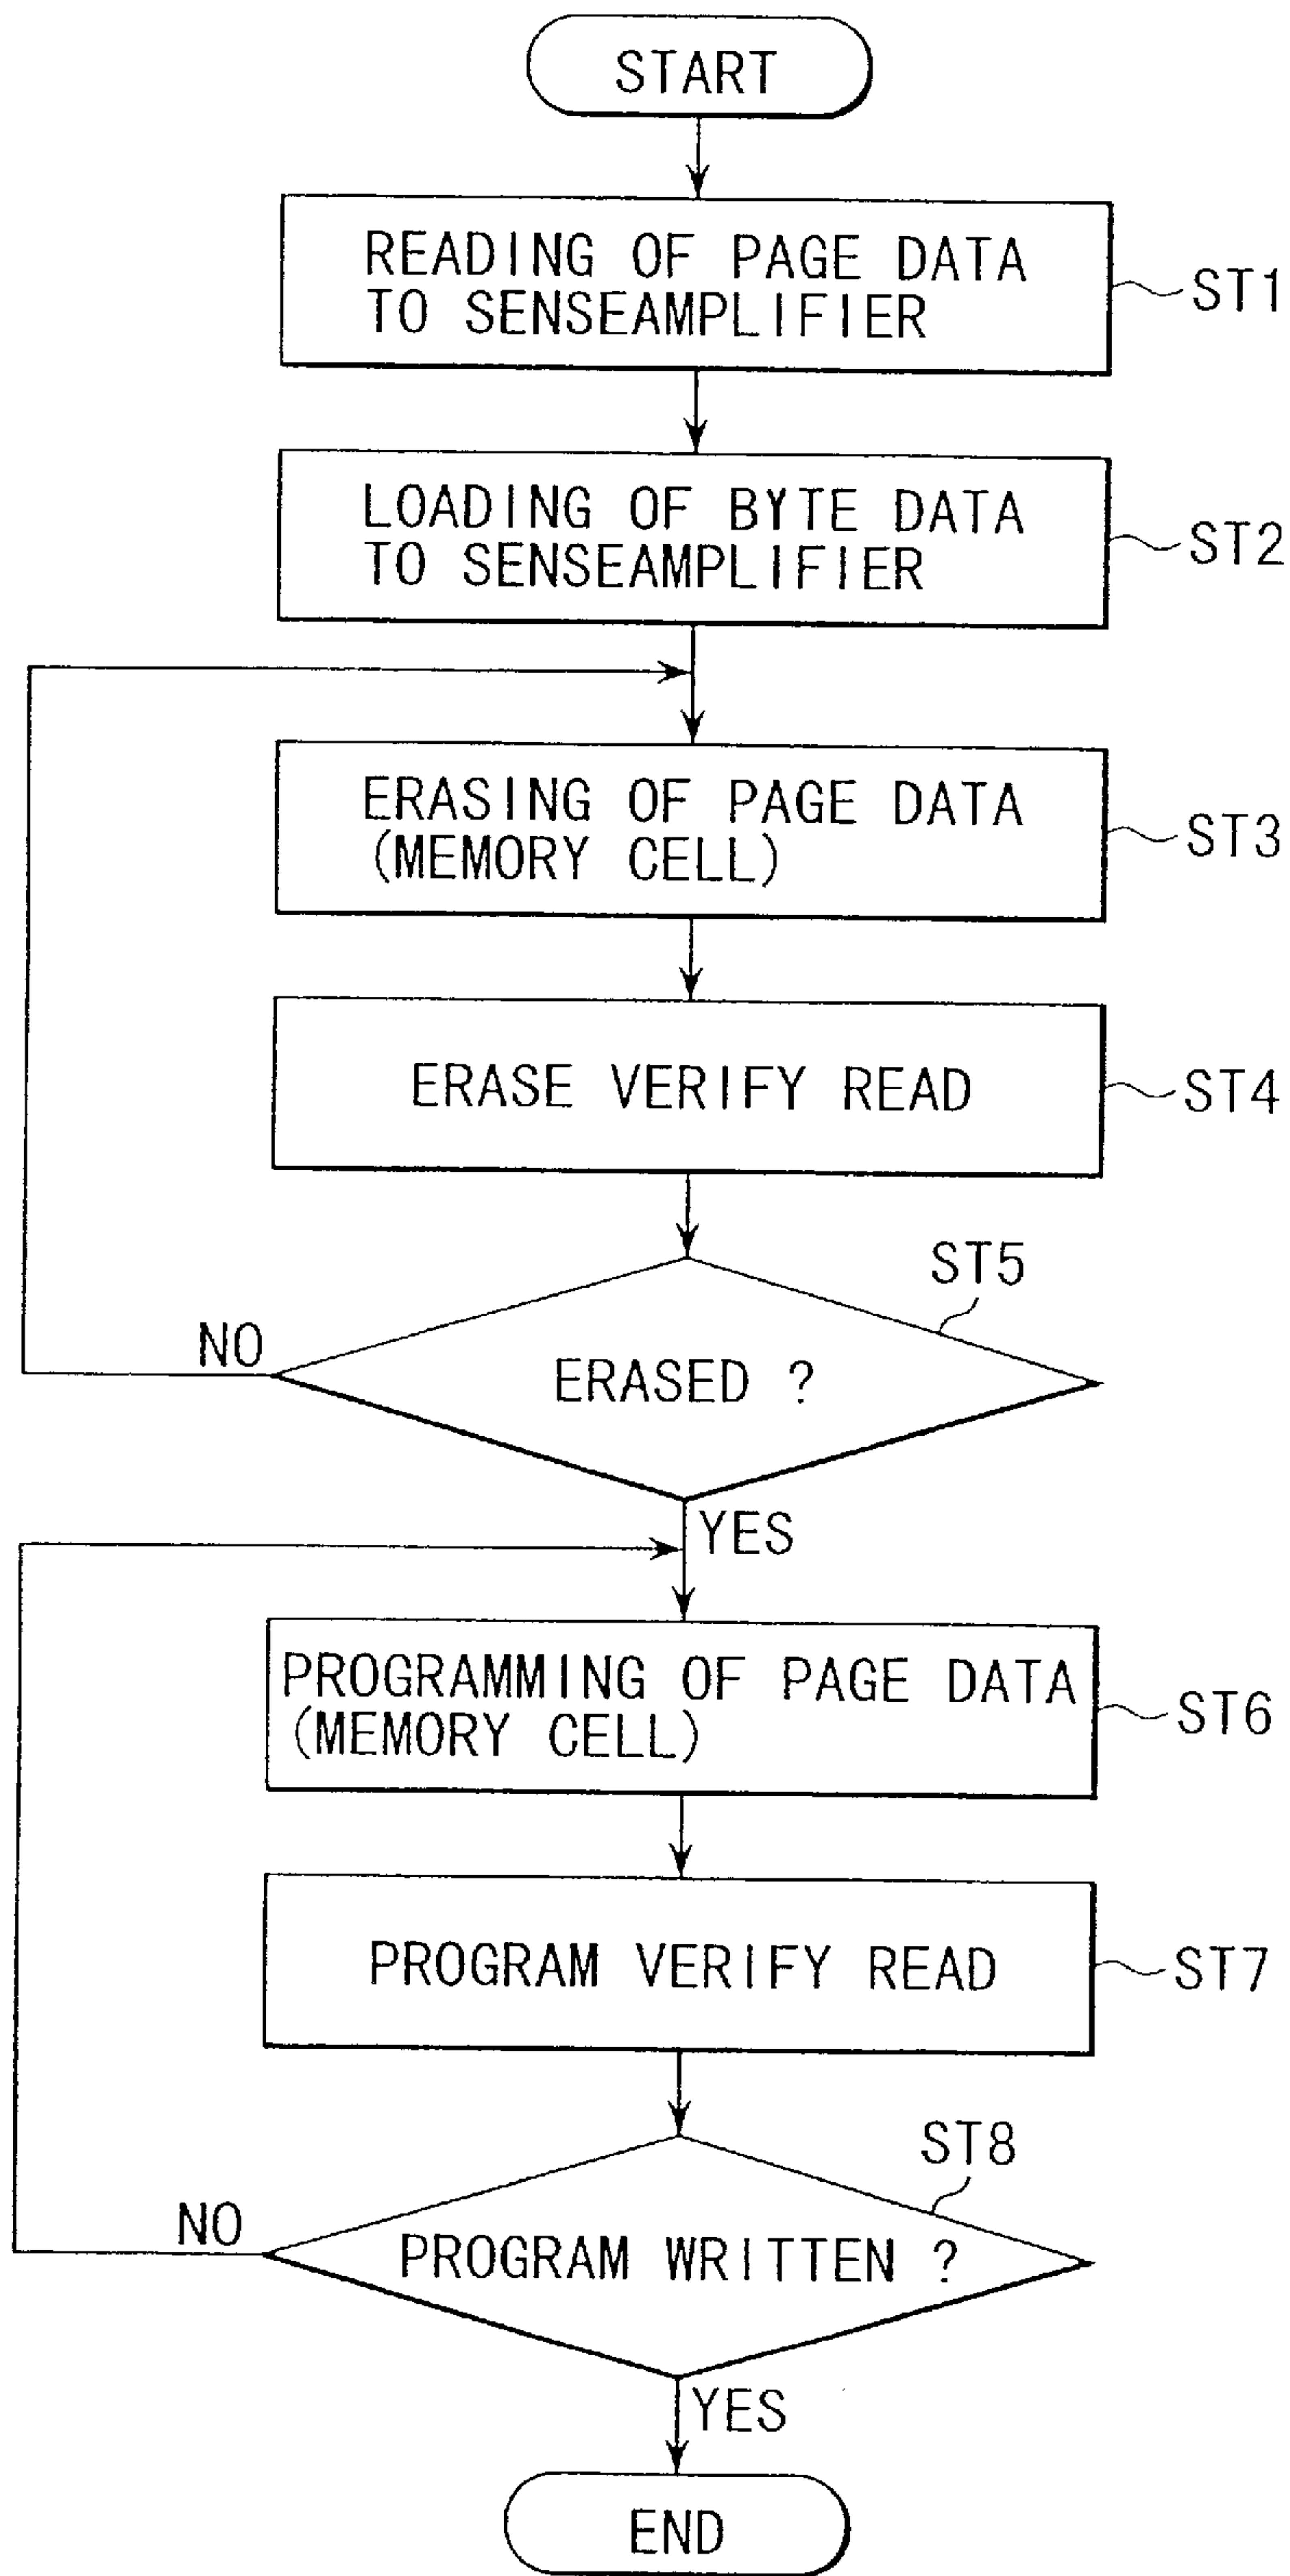 START
READING OF PAGE DATA
TO SENSEAMPLIFIER
ST1
LOADING OF BYTE DATA
TO SENSEAMPLIFIER
ST2
ERASING OF PAGE DATA
(MEMORY CELL)
ST3
ERASE VERIFY READ
ST4
ST5
NO
ERASED ?
YES
PROGRAMMING OF PAGE DATA
(MEMORY CELL)
ST6
PROGRAM VERIFY READ
ST7
ST8
NO
PROGRAM WRITTEN ?
YES
END